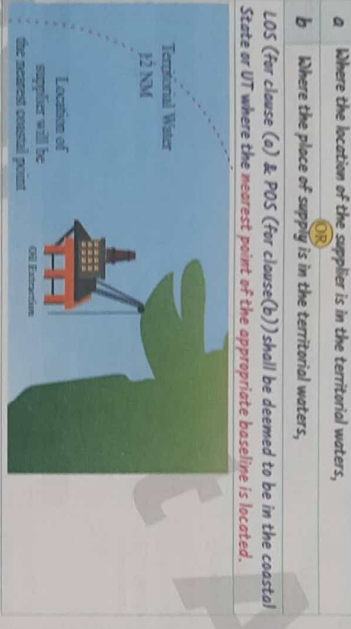 a Where the location of the supplier is in the territorial waters,
OR
b Where the place of supply is in the territorial waters,
LOS (for clause (a) & POS (for clause(b)) shall be deemed to be in the coastal
State or UT where the nearest point of the appropriate baseline is located.
Territorial Water
12 NM
Location of
supplier will be
the nearest coastal point
Oil Extraction